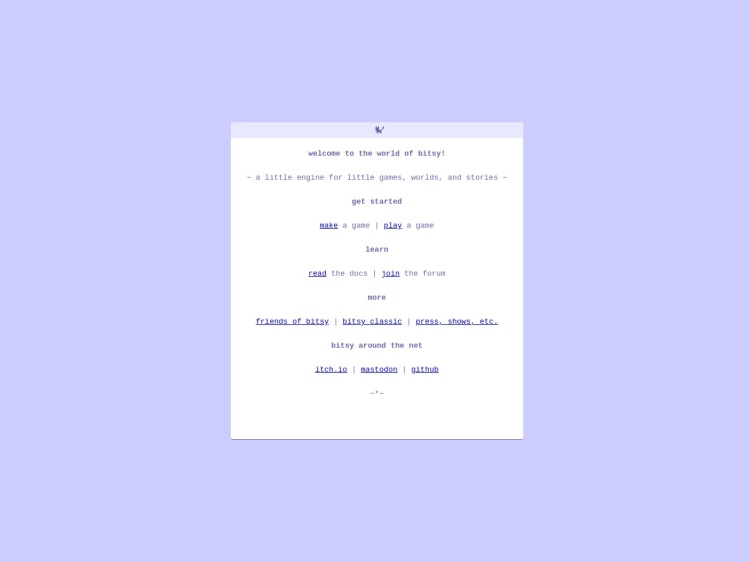 welcome to the world of bitsy!
~ a little engine for little games, worlds, and stories ~
get started
make a game | play a game
learn
read the docs | join the forum
more
friends of bitsy | bitsy classic | press, shows, etc.
bitsy around the net
itch.io | mastodon | github
~*~